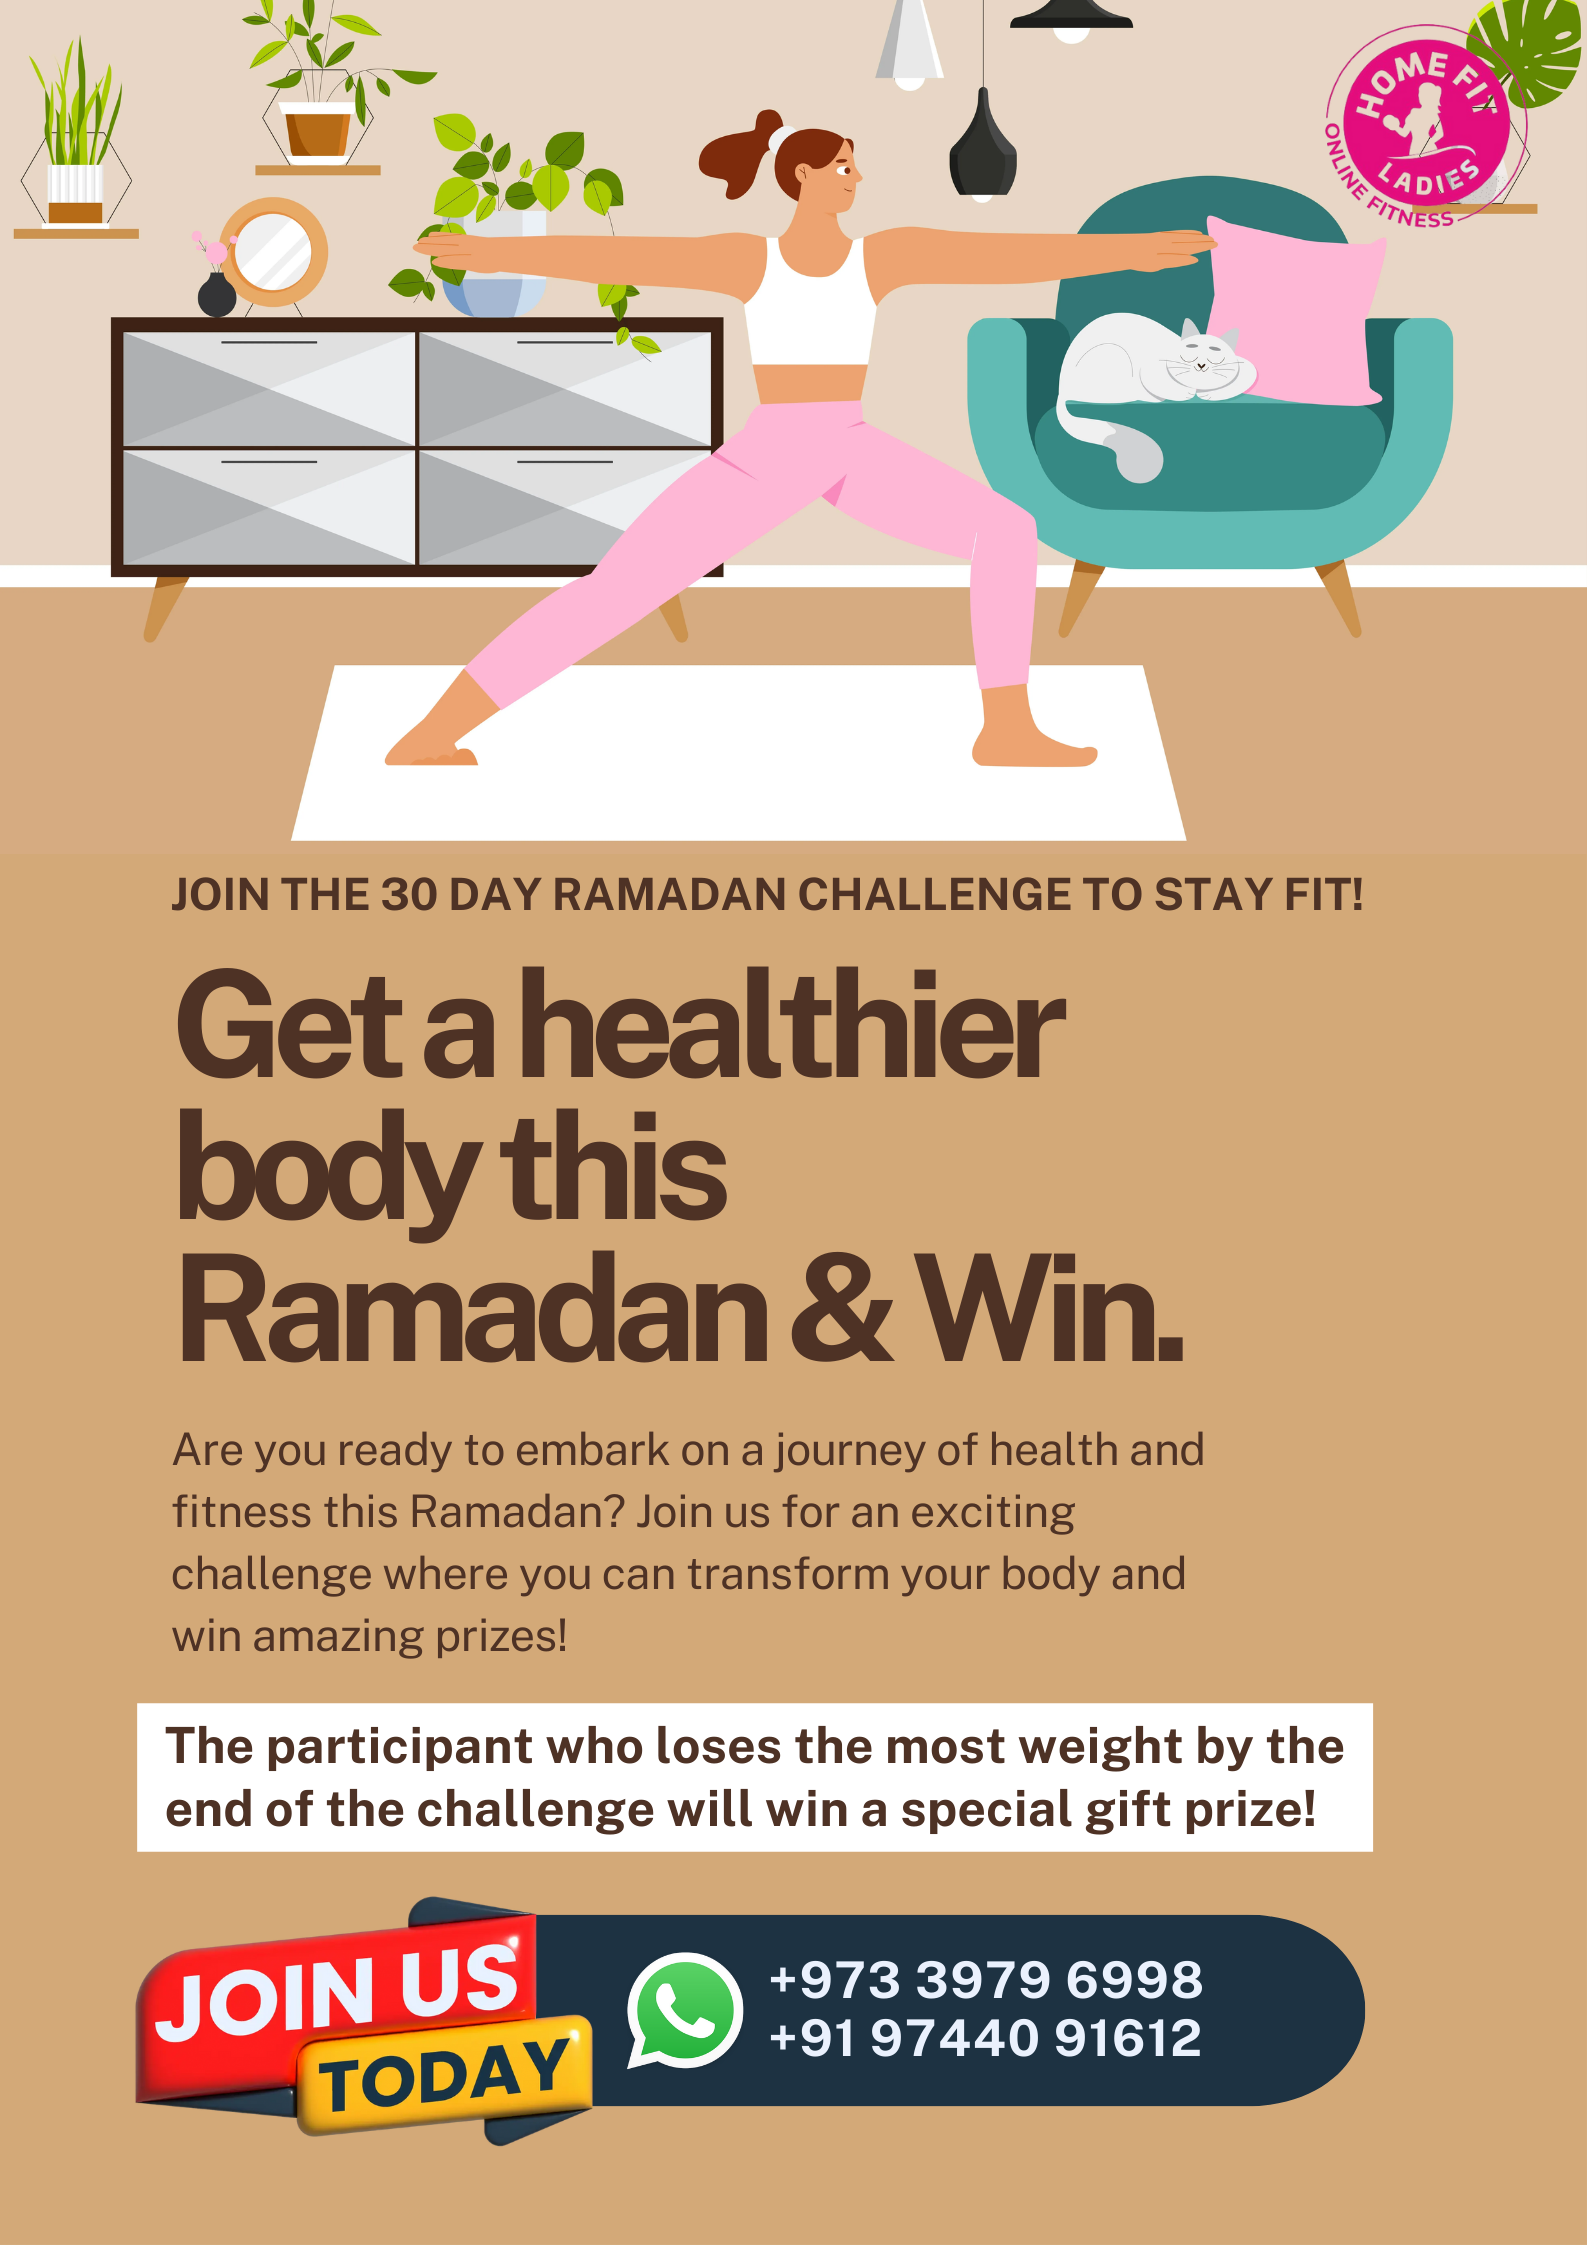 HOME FIT
LADIES
ONLINE FITNESS
JOIN THE 30 DAY RAMADAN CHALLENGE TO STAY FIT!
Get a healthier
body this
Ramadan & Win.
Are you ready to embark on a journey of health and
fitness this Ramadan? Join us for an exciting
challenge where you can transform your body and
win amazing prizes!
The participant who loses the most weight by the
end of the challenge will win a special gift prize!
JOIN US
TODAY
+973 3979 6998
+91 97440 91612